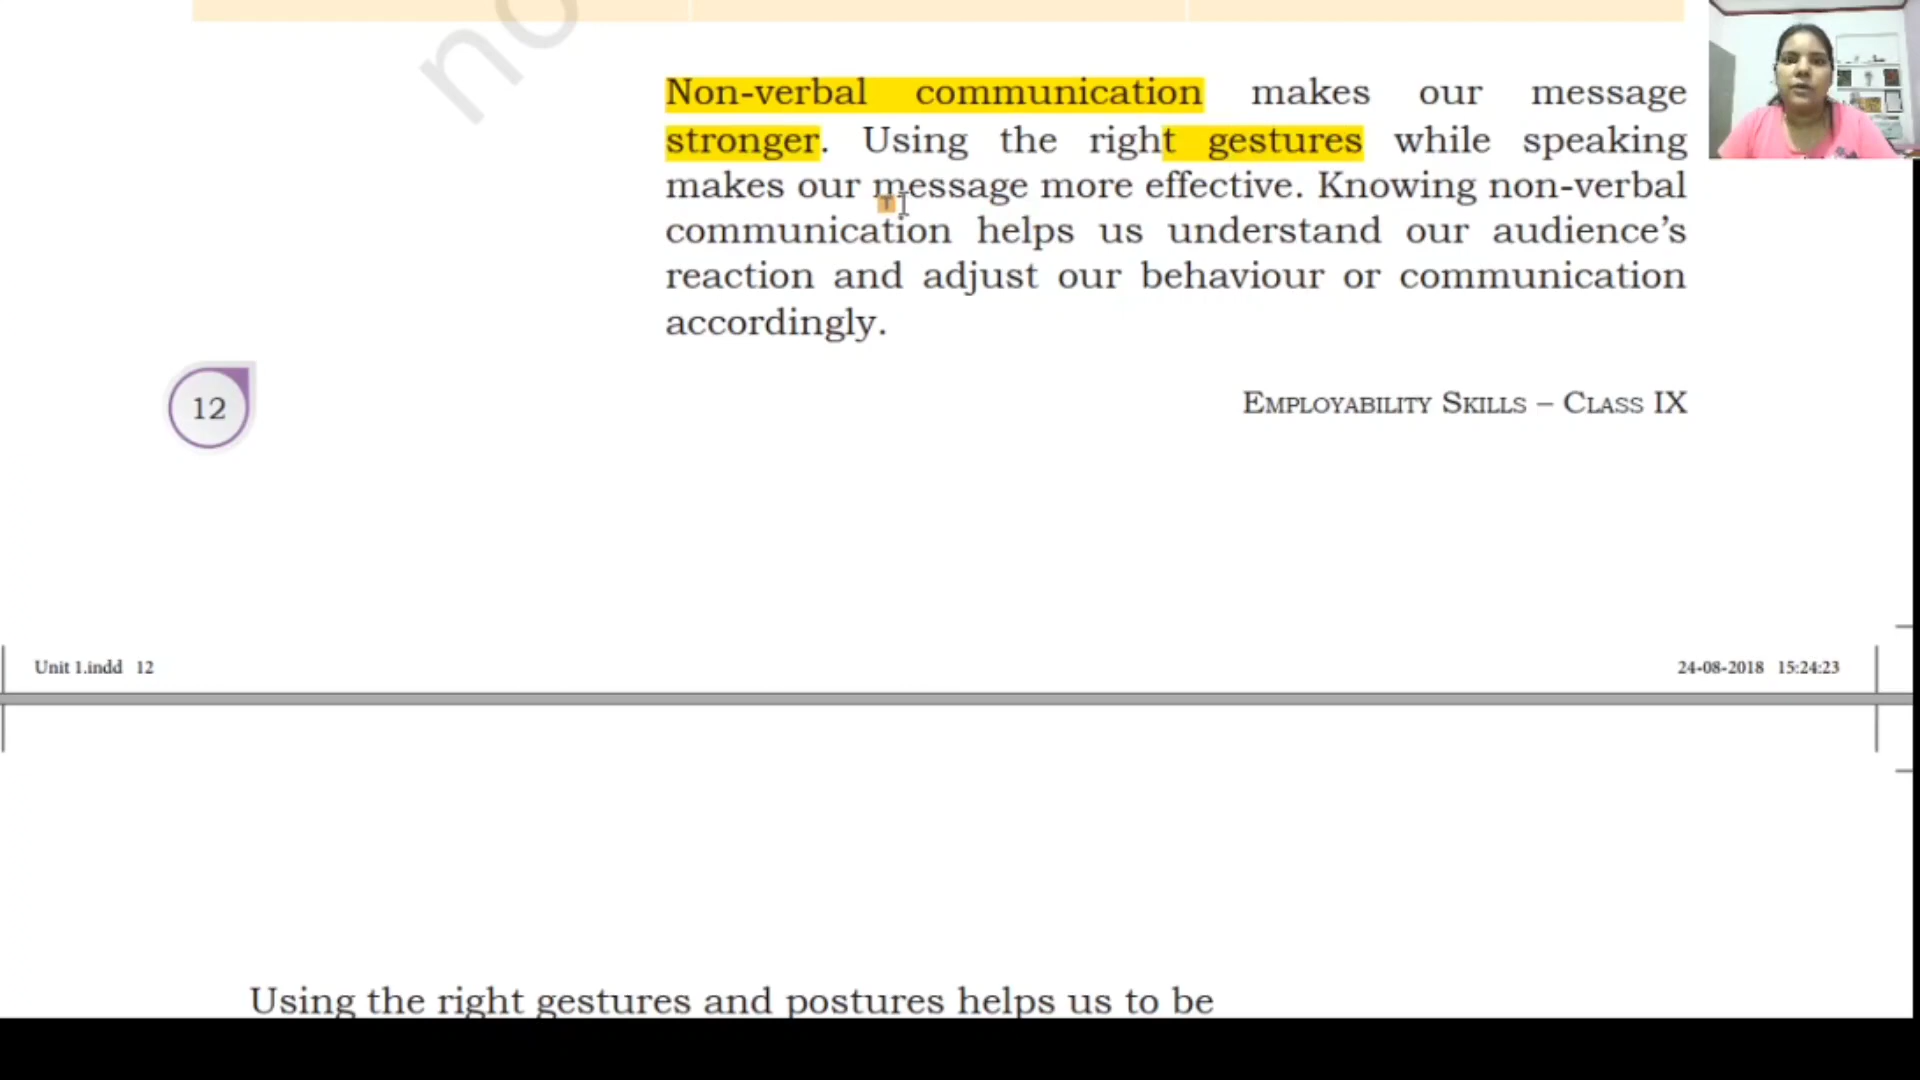 no
Non-verbal communication makes our message
stronger. Using the right gestures while speaking
makes our message more effective. Knowing non-verbal
communication helps us understand our audience’s
reaction and adjust our behaviour or communication
accordingly.
12
Employability Skills – Class IX
Unit 1.indd 12
24-08-2018 15:24:23
Using the right gestures and postures helps us to be